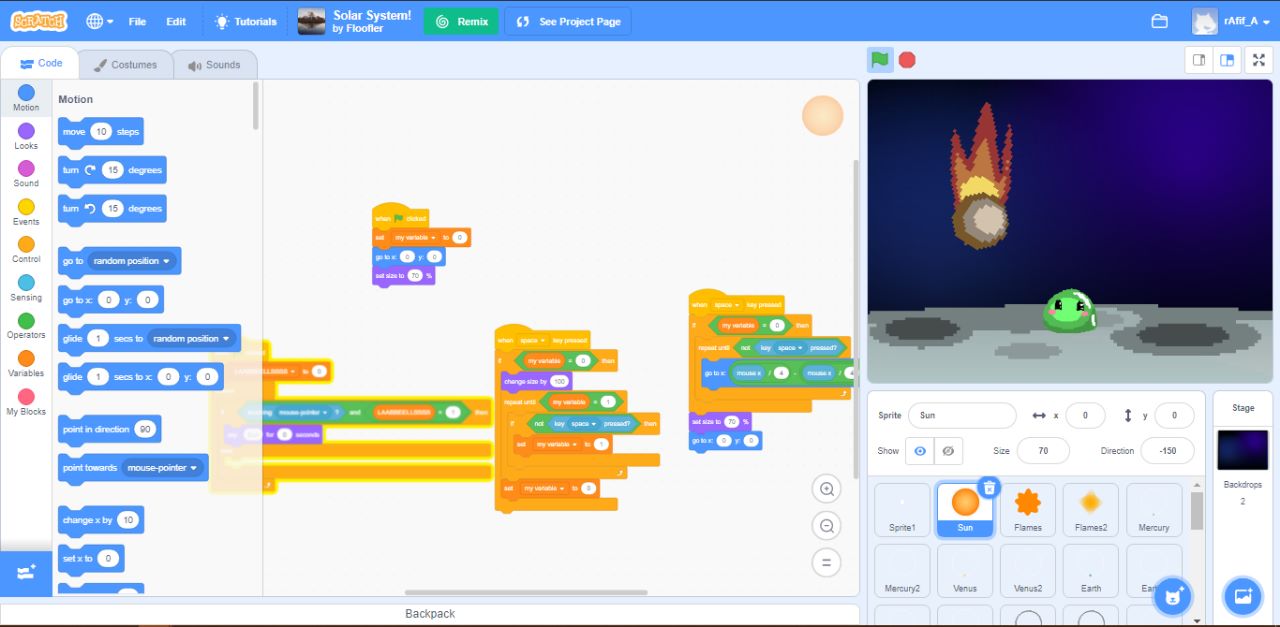 SCRATCH File Edit Tutorials Solar System! Remix See Project Page rAfif_A
by Floofler
Code Costumes Sounds
Motion
Looks
Sound
Events
Control
Sensing
Operators
Variables
My Blocks
Motion
move 10 steps
turn 15 degrees
turn 15 degrees
go to random position
go to x: 0 y: 0
glide 1 secs to random position
glide 1 secs to x: 0 y: 0
point in direction 90
point towards mouse-pointer
change x by 10
set x to 0
when clicked
set my variable to 0
go to x: 0 y: 0
set size to 70 %
to 0
touching mouse-pointer ? and = 1 then
for seconds
when space key pressed
if my variable = 0 then
change size by 100
repeat until my variable = 1
if not key space pressed? then
set my variable to 1
set my variable to 0
when space key pressed
if my variable = 0 then
repeat until not key space pressed?
go to x: mouse x / 4 - mouse x / 4
set size to 70 %
go to x: 0 y: 0
Backpack
Sprite Sun x 0 y 0
Show Size 70 Direction -150
Sprite1 Sun Flames Flames2 Mercury
Mercury2 Venus Venus2 Earth
Stage
Backdrops
2